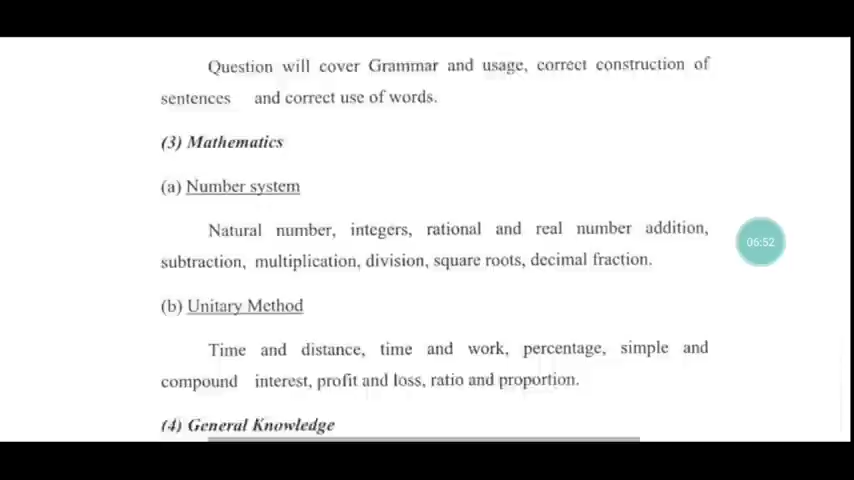 Question will cover Grammar and usage, correct construction of
sentences and correct use of words.
(3) Mathematics
(a) Number system
Natural number, integers, rational and real number addition,
subtraction, multiplication, division, square roots, decimal fraction.
06:52
(b) Unitary Method
Time and distance, time and work, percentage, simple and
compound interest, profit and loss, ratio and proportion.
(4) General Knowledge